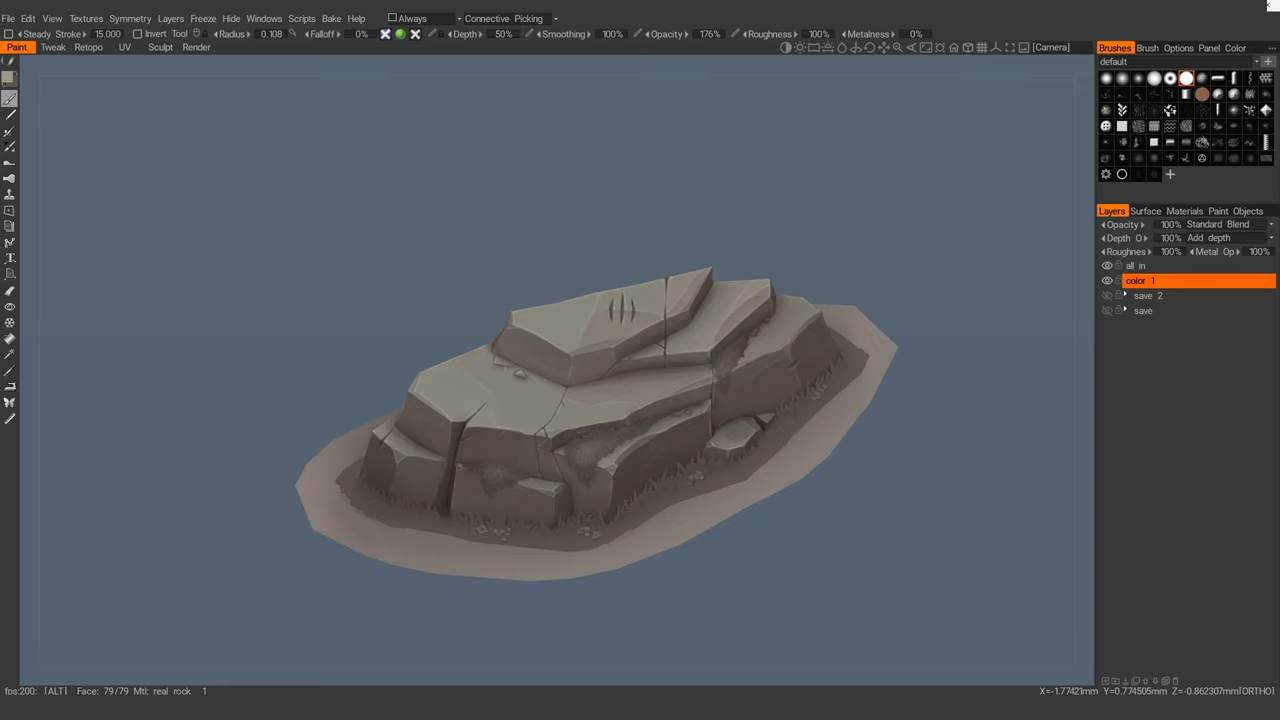 File Edit View Textures Symmetry Layers Freeze Hide Windows Scripts Bake Help Always Connective Picking
Steady Stroke 15.000 Invert Tool Radius 0.108 Falloff 0% Depth 50% Smoothing 100% Opacity 176% Roughness 100% Metalness 0%
Paint Tweak Retopo UV Sculpt Render [Camera]
Brushes Brush Options Panel Color
default
Layers Surface Materials Paint Objects
Opacity 100% Standard Blend
Depth O 100% Add depth
Roughnes 100% Metal Op 100%
all in
color 1
save 2
save
fps:200: [ALT] Face: 79/79 Mtl: real rock 1 X=-1.77421mm Y=0.774505mm Z=-0.862307mm[ORTHO]